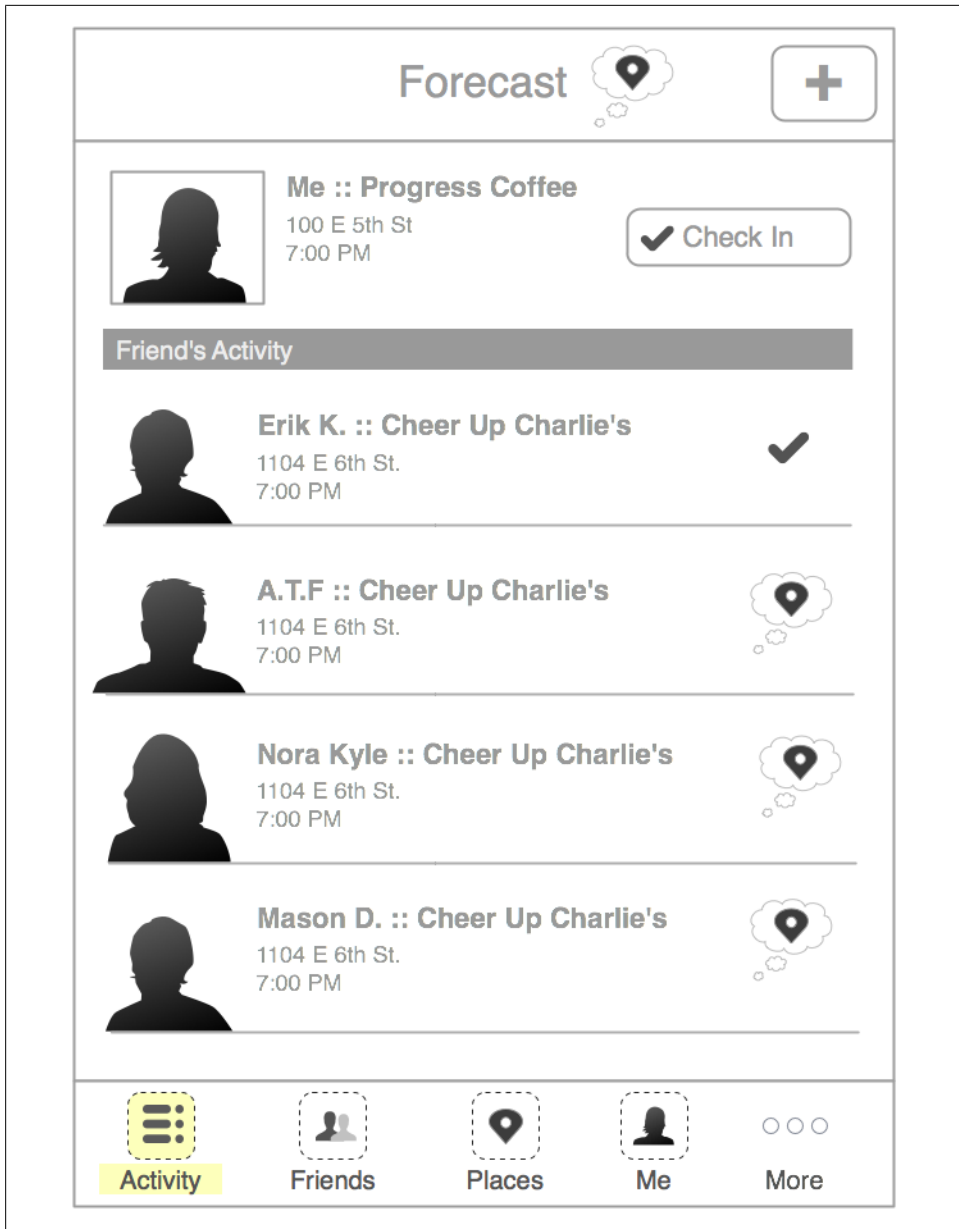 Forecast
Me :: Progress Coffee
100 E 5th St
7:00 PM
Check In
Friend's Activity
Erik K. :: Cheer Up Charlie's
1104 E 6th St.
7:00 PM
A.T.F :: Cheer Up Charlie's
1104 E 6th St.
7:00 PM
Nora Kyle :: Cheer Up Charlie's
1104 E 6th St.
7:00 PM
Mason D. :: Cheer Up Charlie's
1104 E 6th St.
7:00 PM
Activity Friends Places Me More